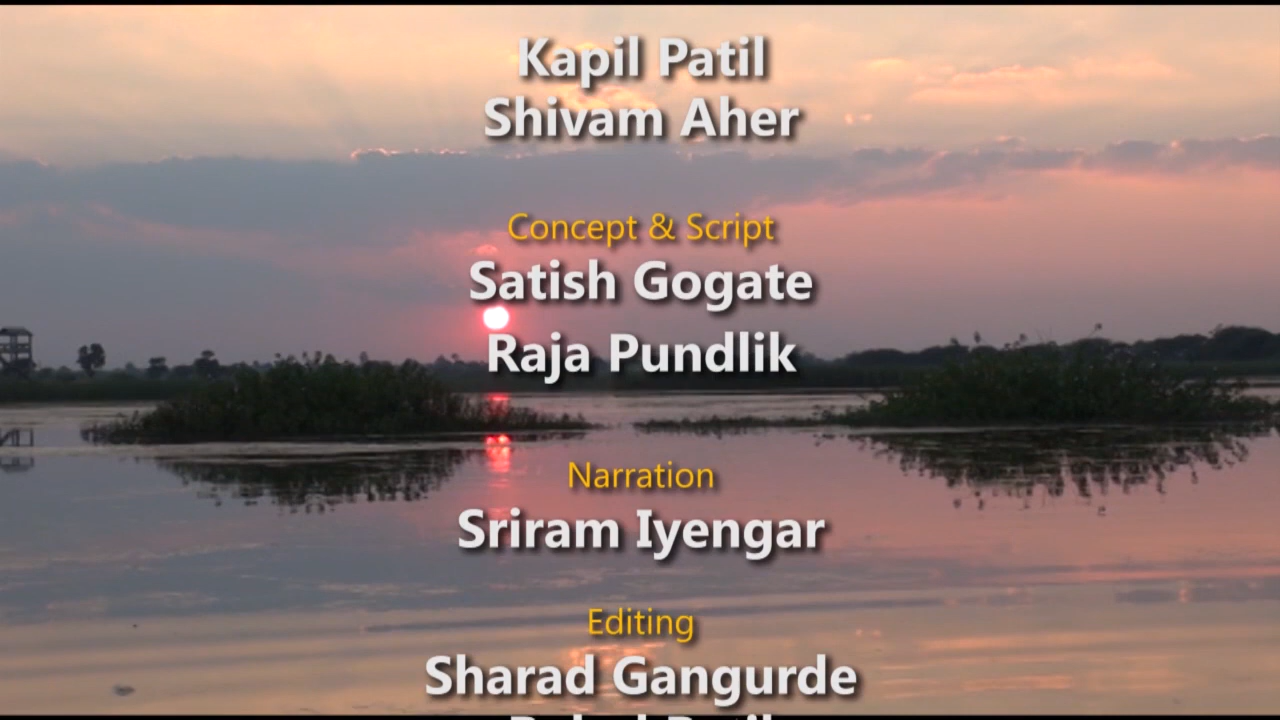 Kapil Patil
Shivam Aher
Concept & Script
Satish Gogate
Raja Pundlik
Narration
Sriram Iyengar
Editing
Sharad Gangurde